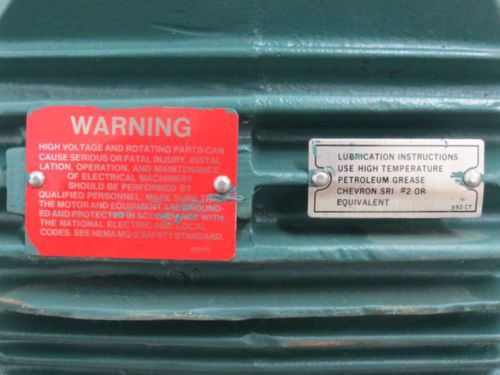 WARNING
HIGH VOLTAGE AND ROTATING PARTS CAN
CAUSE SERIOUS OR FATAL INJURY. INSTAL-
LATION, OPERATION, AND MAINTENANCE
OF ELECTRICAL MACHINERY
SHOULD BE PERFORMED BY
QUALIFIED PERSONNEL. MAKE SURE THE
THE MOTOR AND EQUIPMENT ARE GROUND-
ED AND PROTECTED IN ACCORDANCE WITH
THE NATIONAL ELECTRIC AND LOCAL
CODES. SEE NEMA MG-2 SAFETY STANDARD.
LUBRICATION INSTRUCTIONS
USE HIGH TEMPERATURE
PETROLEUM GREASE
CHEVRON SRI #2 OR
EQUIVALENT
692-CT